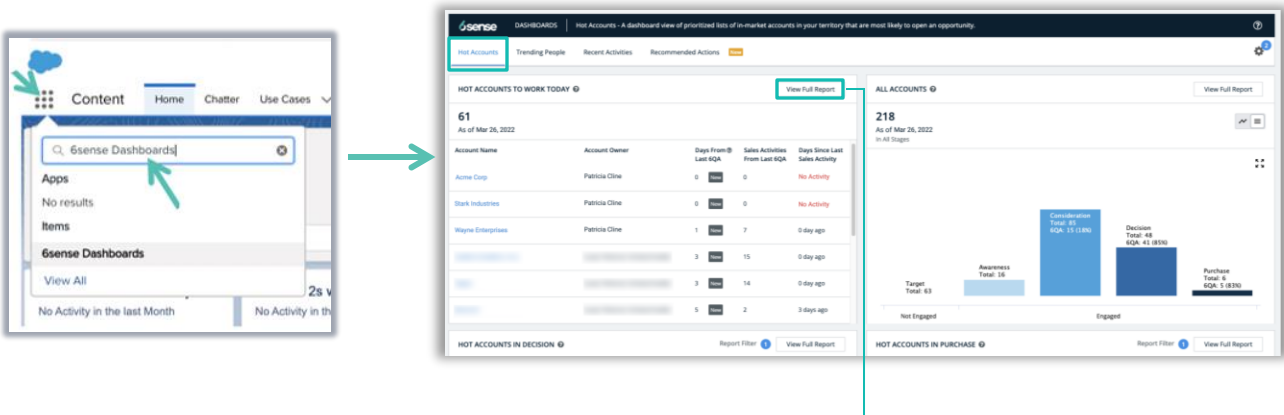 Content Home Chatter Use Cases
6sense Dashboards
Apps
No results
Items
6sense Dashboards
View All
2s
No Activity in the last Month
No Activity in th
6sense DASHBOARDS Hot Accounts - A dashboard view of prioritized lists of in-market accounts in your territory that are most likely to open an opportunity.
Hot Accounts Trending People Recent Activities Recommended Actions New
2
HOT ACCOUNTS TO WORK TODAY View Full Report
61
As of Mar 26, 2022
Account Name Account Owner Days From Last 6QA Sales Activities From Last 6QA Days Since Last Sales Activity
Acme Corp Patricia Cline 0 New 0 No Activity
Stark Industries Patricia Cline 0 New 0 No Activity
Wayne Enterprises Patricia Cline 1 New 7 0 day ago
3 New 15 0 day ago
3 New 14 0 day ago
5 New 2 3 days ago
HOT ACCOUNTS IN DECISION Report Filter 1 View Full Report
ALL ACCOUNTS View Full Report
218
As of Mar 26, 2022
In All Stages
Target
Total: 63
Awareness
Total: 16
Consideration
Total: 85
6QA: 15 (18%)
Decision
Total: 48
6QA: 41 (85%)
Purchase
Total: 6
6QA: 5 (83%)
Not Engaged Engaged
HOT ACCOUNTS IN PURCHASE Report Filter 1 View Full Report